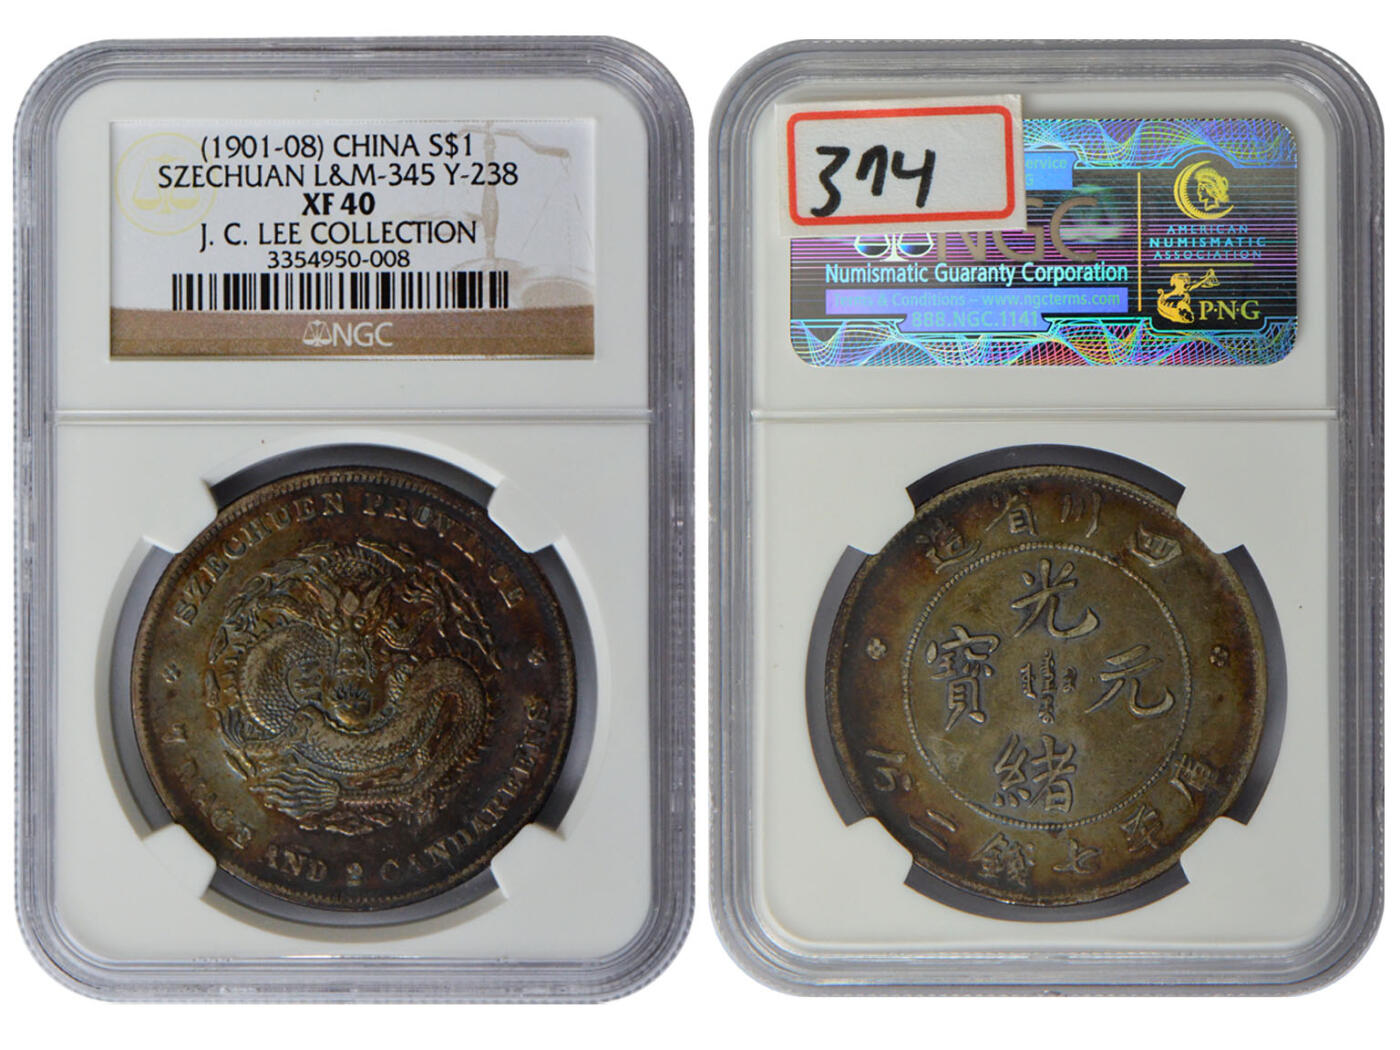 (1901-08) CHINA S$1
SZECHUAN L&M-345 Y-238
XF 40
J. C. LEE COLLECTION
3354950-008
NGC
SZECHUEN PROVINCE
7 MACE AND 2 CANDAREENS
374
NGC
Numismatic Guaranty Corporation
Terms & Conditions – www.ngcterms.com
888.NGC.1141
AMERICAN
NUMISMATIC
ASSOCIATION
P·N·G
造省川四
光緒元寶
庫平七錢二分